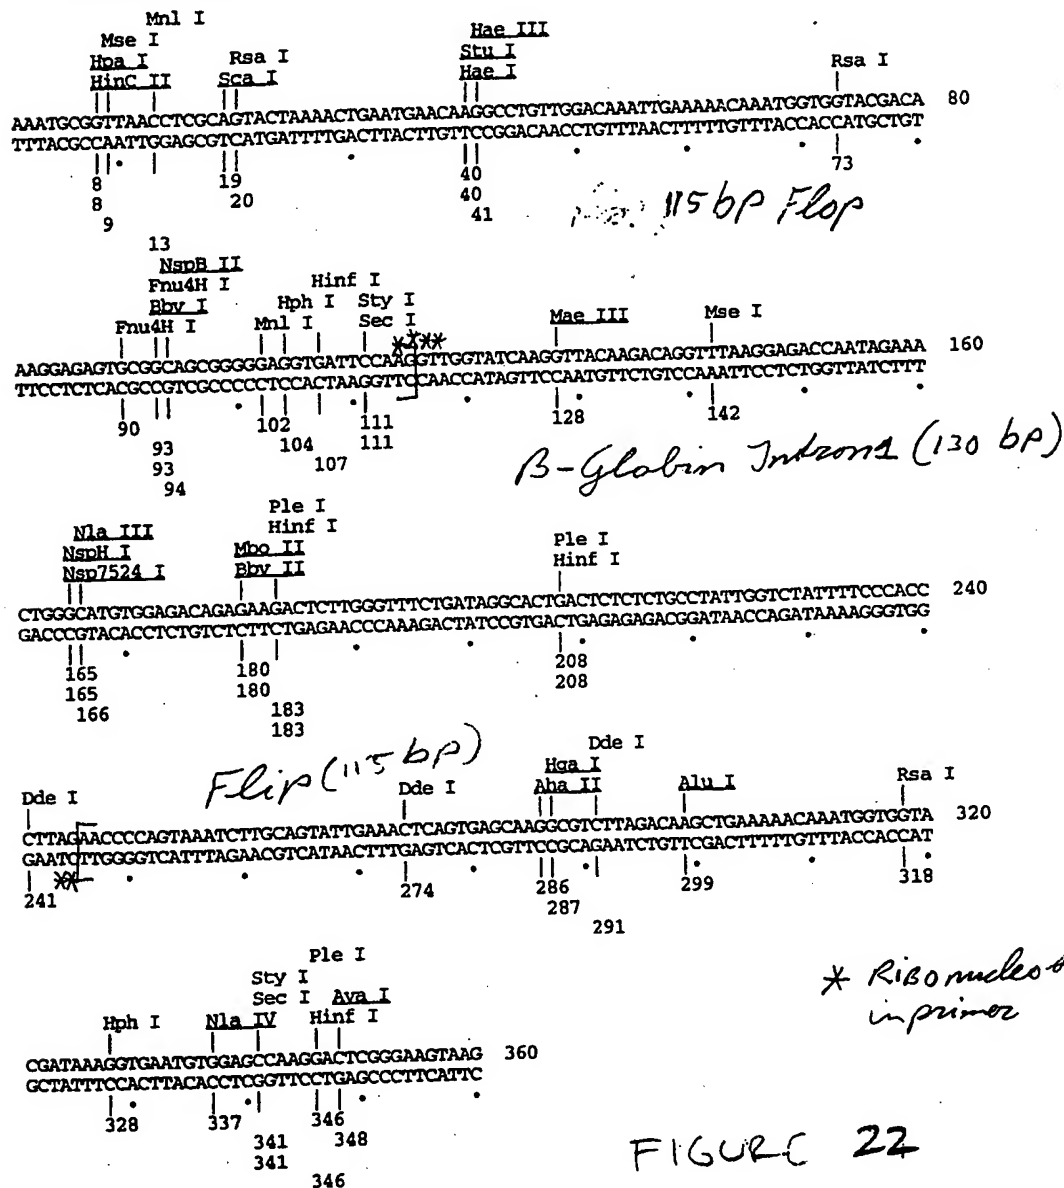 Mnl I
Mse I
Hpa I Rsa I Hae III
HinC II Sca I Stu I Rsa I
Hae I
AAATGCGGTTAACCTCGCAGTACTAAAACTGAATGAACAAGGCCTGTTGGACAAATTGAAAAACAAATGGTGGTACGACA 80
TTTACGCCAATTGGAGCGTCATGATTTTGACTTACTTGTTCCGGACAACCTGTTTAACTTTTTGTTTACCACCATGCTGT
8 19 40 73
8 20 40
9 41
13
115 bp Flop
NspB II
Fnu4H I Hinf I
Bbv I Hph I Sty I
Fnu4H I Mnl I Sec I Mae III Mse I
* * * *
AAGGAGAGTGCGGCAGCGGGGGAGGTGATTCCAAGGTTGGTATCAAGGTTACAAGACAGGTTTAAGGAGACCAATAGAAA 160
TTCCTCTCACGCCGTCGCCCCCTCCACTAAGGTTCCAACCATAGTTCCAATGTTCTGTCCAAATTCCTCTGGTTATCTTT
90 102 111 128 142
93 104 111
93 107
94
β-Globin Intron 1 (130 bp)
Ple I
Nla III Hinf I Ple I
NspH I Mbo II Hinf I
Nsp7524 I Bbv II
CTGGGCATGTGGAGACAGAGAAGACTCTTGGGTTTCTGATAGGCACTGACTCTCTCTGCCTATTGGTCTATTTTCCCACC 240
GACCCGTACACCTCTGTCTCTTCTGAGAACCCAAAGACTATCCGTGACTGAGAGAGACGGATAACCAGATAAAAGGGTGG
165 180 208
165 180 208
166 183
183
Flip (115 bp)
Dde I
Hga I
Dde I Dde I Aha II Alu I Rsa I
CTTAGAACCCCAGTAAATCTTGCAGTATTGAAACTCAGTGAGCAAGGCGTCTTAGACAAGCTGAAAAACAAATGGTGGTA 320
GAATCTTGGGGTCATTTAGAACGTCATAACTTTGAGTCACTCGTTCCGCAGAATCTGTTCGACTTTTTGTTTACCACCAT
* *
241 274 286 299 318
287
291
Ple I
Sty I
Sec I Ava I
Hph I Nla IV Hinf I
CGATAAAGGTGAATGTGGAGCCAAGGACTCGGGAAGTAAG 360
GCTATTTCCACTTACACCTCGGTTCCTGAGCCCTTCATTC
328 337 346
341 348
341
346
* Ribonucleot
in primer
FIGURE 22